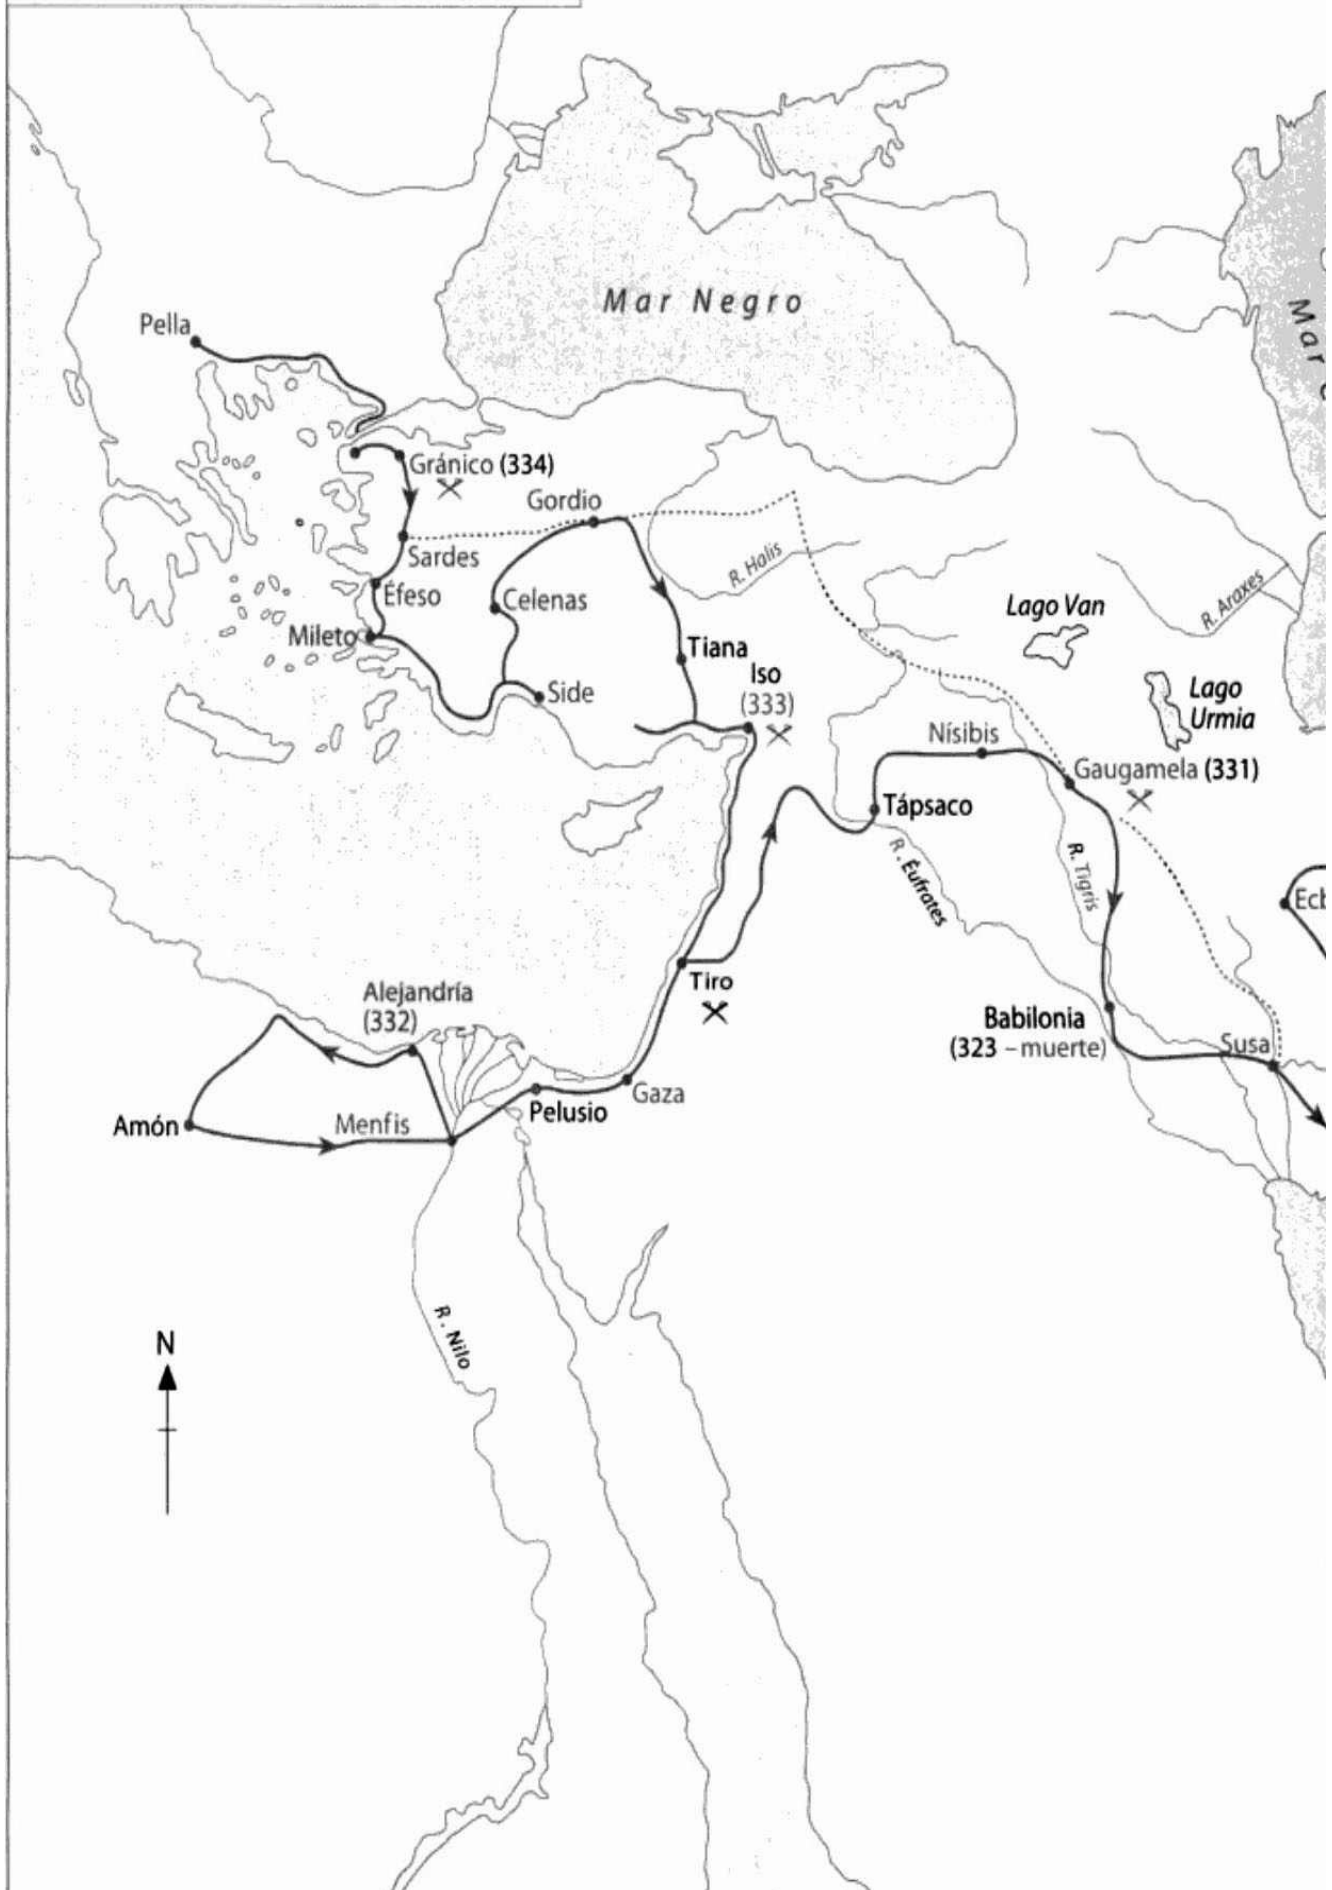 Mar Negro
Mar C
Pella
Gránico (334)
Gordio
Sardes
R. Halis
Éfeso
Celenas
Lago Van
R. Araxes
Mileto
Tiana
Iso
(333)
Side
Lago
Urmia
Nísibis
Gaugamela (331)
Tápsaco
R. Éufrates
R. Tigris
Ecb
Tiro
Alejandría
(332)
Babilonia
(323 – muerte)
Susa
Gaza
Pelusio
Amón
Menfis
R. Nilo
N